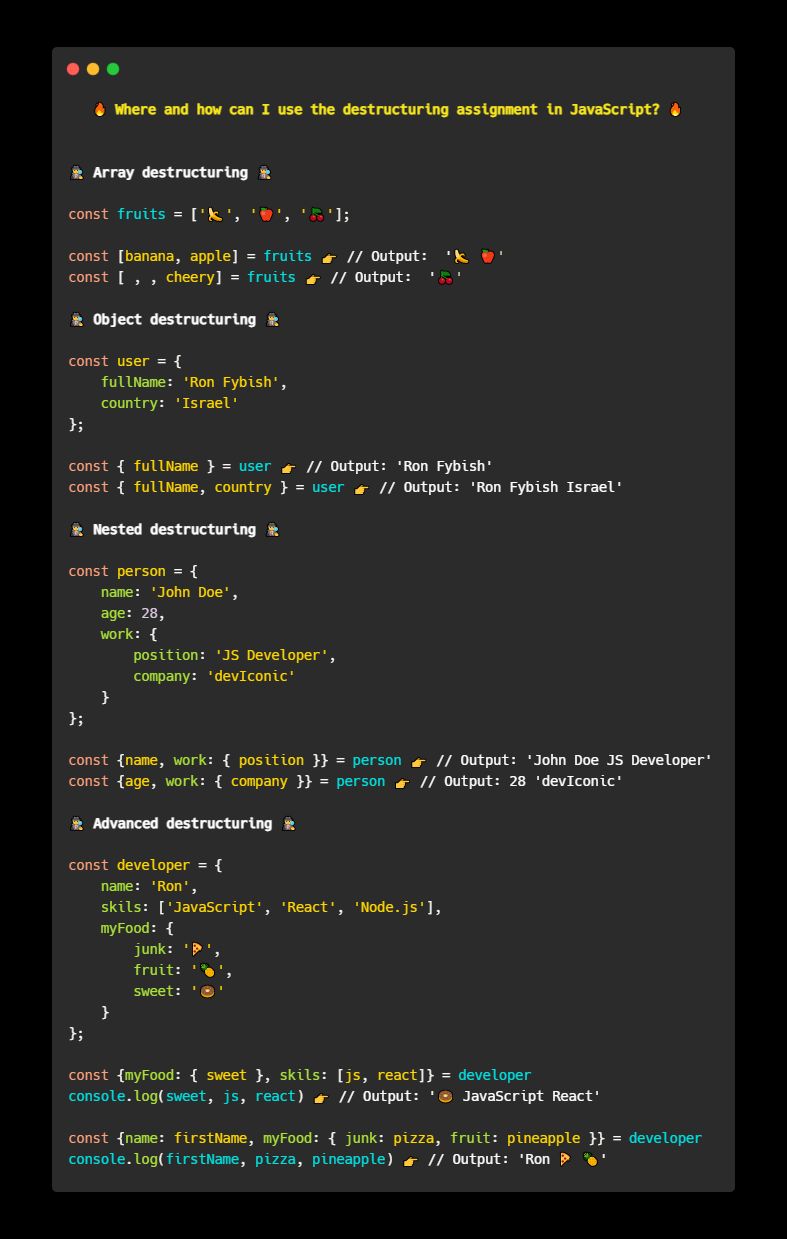 🔥 Where and how can I use the destructuring assignment in JavaScript? 🔥
🕵️‍♂️ Array destructuring 🕵️‍♂️
const fruits = ['🍌', '🍎', '🍒'];
const [banana, apple] = fruits 👉 // Output:  '🍌 🍎'
const [ , , cheery] = fruits 👉 // Output:  '🍒'
🕵️‍♂️ Object destructuring 🕵️‍♂️
const user = {
    fullName: 'Ron Fybish',
    country: 'Israel'
};
const { fullName } = user 👉 // Output: 'Ron Fybish'
const { fullName, country } = user 👉 // Output: 'Ron Fybish Israel'
🕵️‍♂️ Nested destructuring 🕵️‍♂️
const person = {
    name: 'John Doe',
    age: 28,
    work: {
        position: 'JS Developer',
        company: 'devIconic'
    }
};
const {name, work: { position }} = person 👉 // Output: 'John Doe JS Developer'
const {age, work: { company }} = person 👉 // Output: 28 'devIconic'
🕵️‍♂️ Advanced destructuring 🕵️‍♂️
const developer = {
    name: 'Ron',
    skils: ['JavaScript', 'React', 'Node.js'],
    myFood: {
        junk: '🍕',
        fruit: '🍍',
        sweet: '🍩'
    }
};
const {myFood: { sweet }, skils: [js, react]} = developer
console.log(sweet, js, react) 👉 // Output: '🍩 JavaScript React'
const {name: firstName, myFood: { junk: pizza, fruit: pineapple }} = developer
console.log(firstName, pizza, pineapple) 👉 // Output: 'Ron 🍕 🍍'